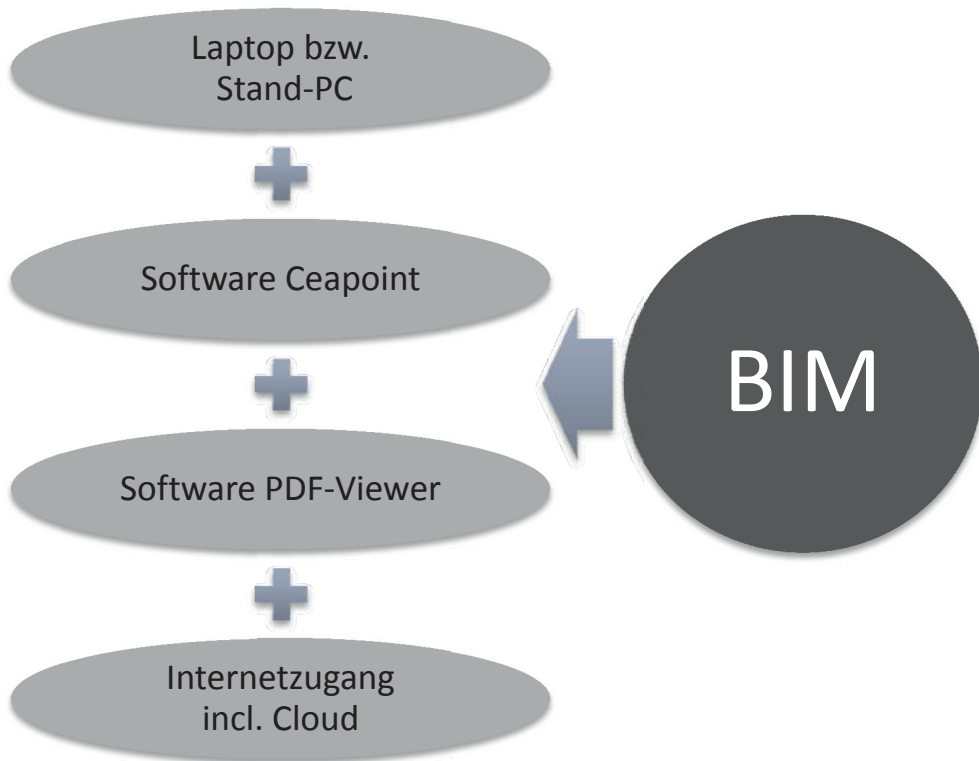 Laptop bzw.
Stand-PC
Software Ceapoint
BIM
Software PDF-Viewer
Internetzugang
incl. Cloud